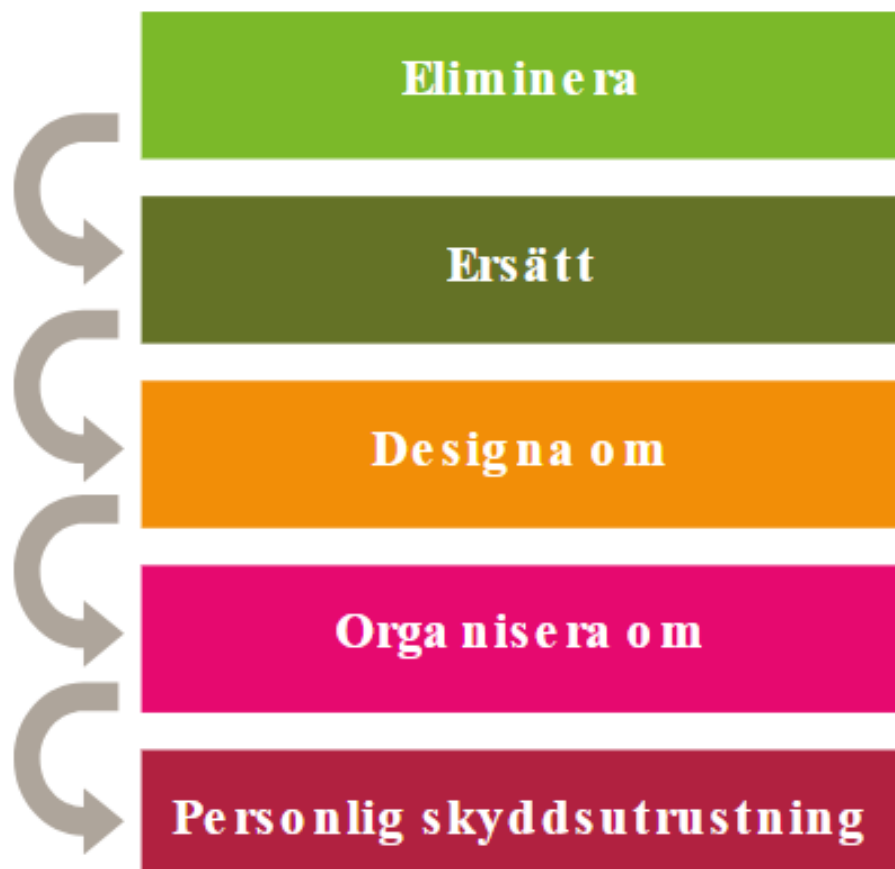 Eliminera
Ersätt
Designa om
Organisera om
Personlig skyddsutrustning